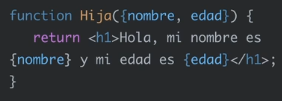 function Hija({nombre, edad}) {
return <h1>Hola, mi nombre es
{nombre} y mi edad es {edad}</h1>;
}